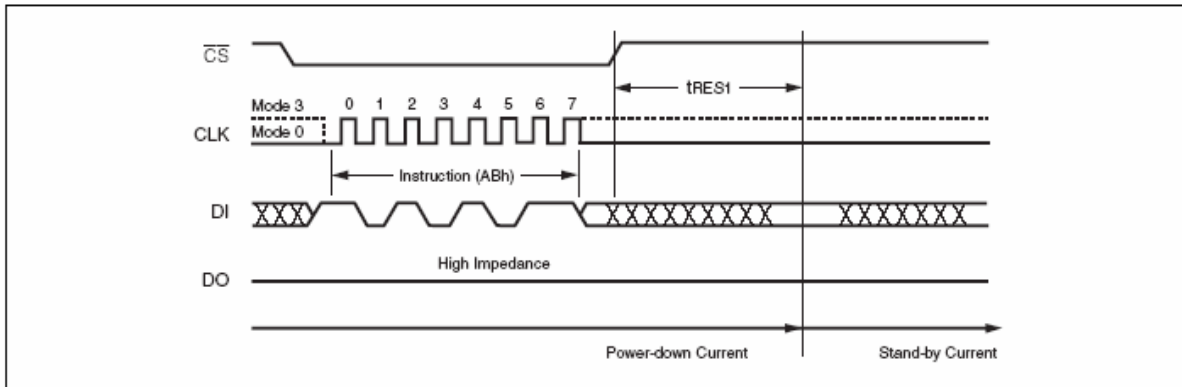 CS
tRES1
Mode 3 0 1 2 3 4 5 6 7
CLK
Mode 0
Instruction (ABh)
DI
High Impedance
DO
Power-down Current Stand-by Current